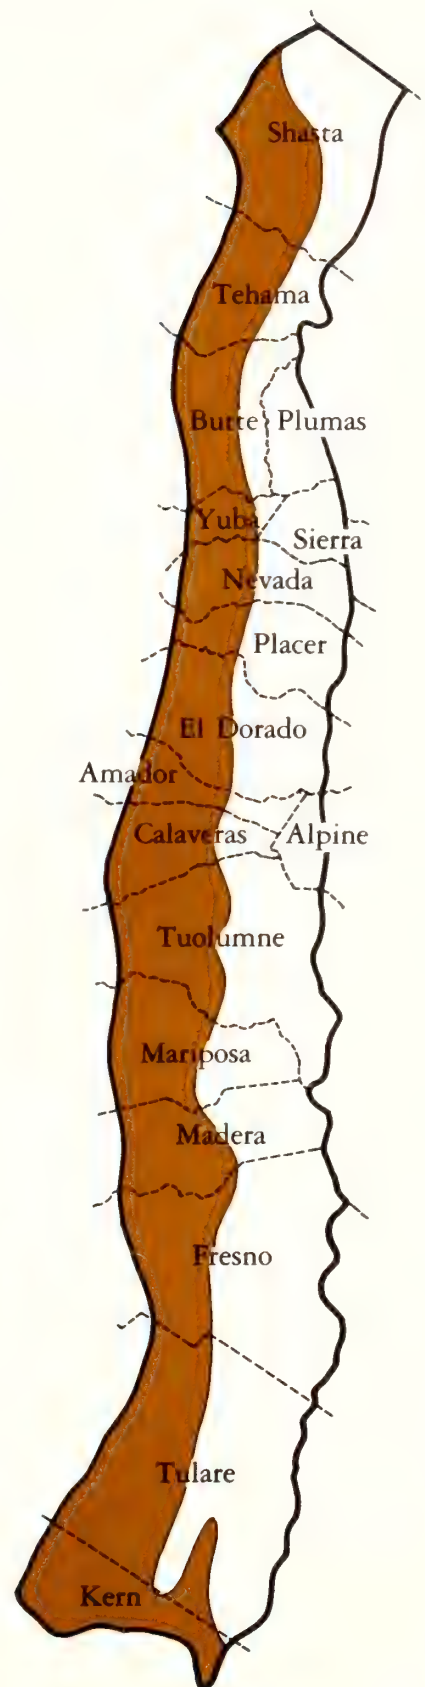 Shasta
Tehama
Butte
Plumas
Yuba
Sierra
Nevada
Placer
El Dorado
Amador
Calaveras
Alpine
Tuolumne
Mariposa
Madera
Fresno
Tulare
Kern